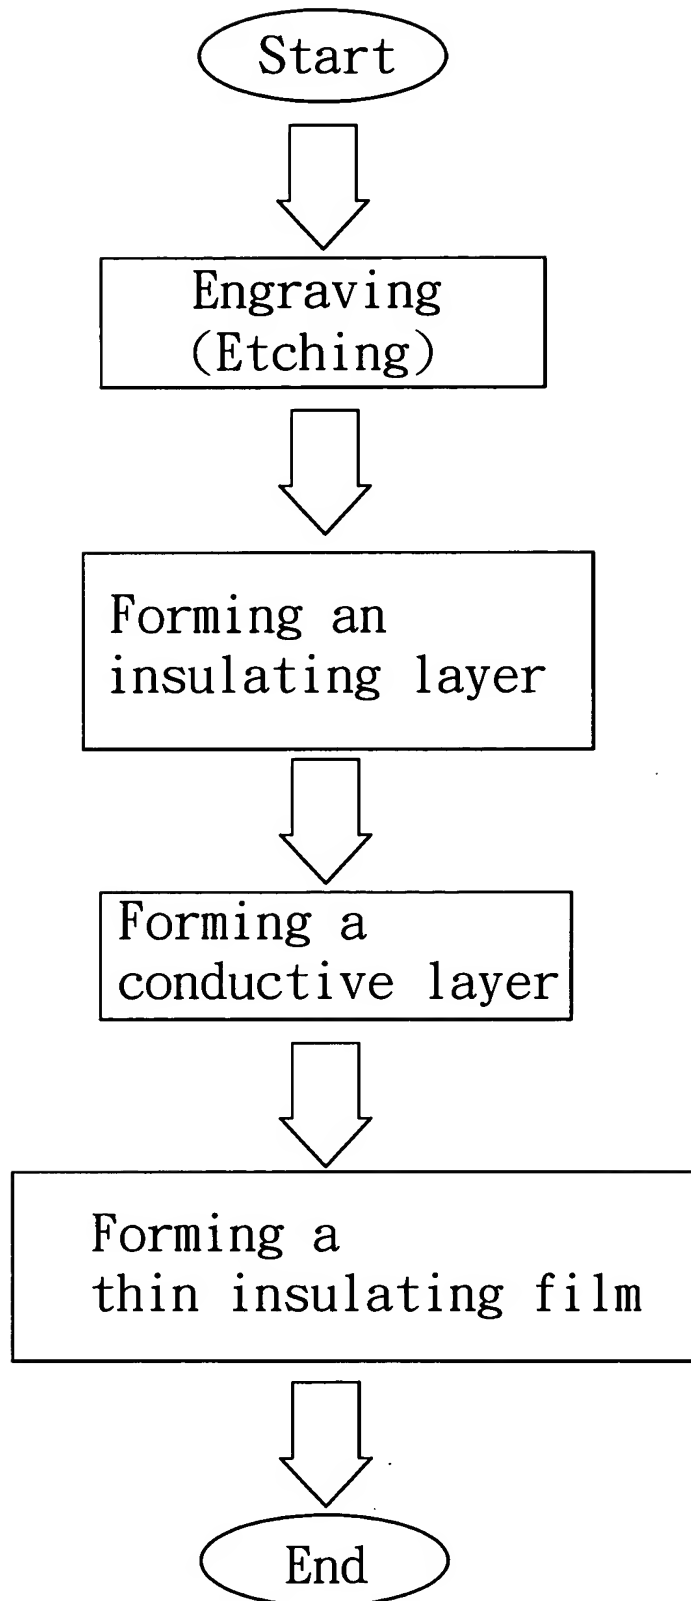 Start
Engraving
(Etching)
Forming an
insulating layer
Forming a
conductive layer
Forming a
thin insulating film
End